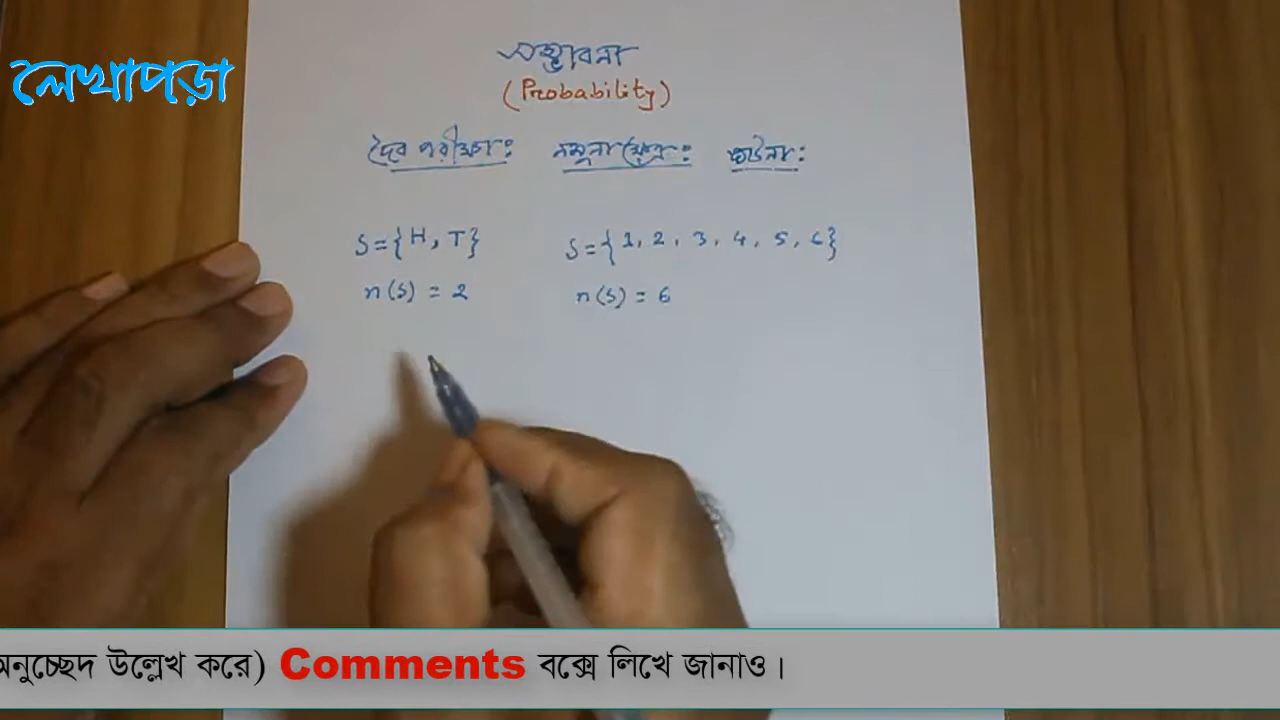 লেখাপড়া
সম্ভাবনা
(Probability)
দৈব পরীক্ষা: নমুনাক্ষেত্র: ঘটনা:
S={H, T} S={1, 2, 3, 4, 5, 6}
n(S) = 2 n(S) = 6
অনুচ্ছেদ উল্লেখ করে) Comments বক্সে লিখে জানাও।